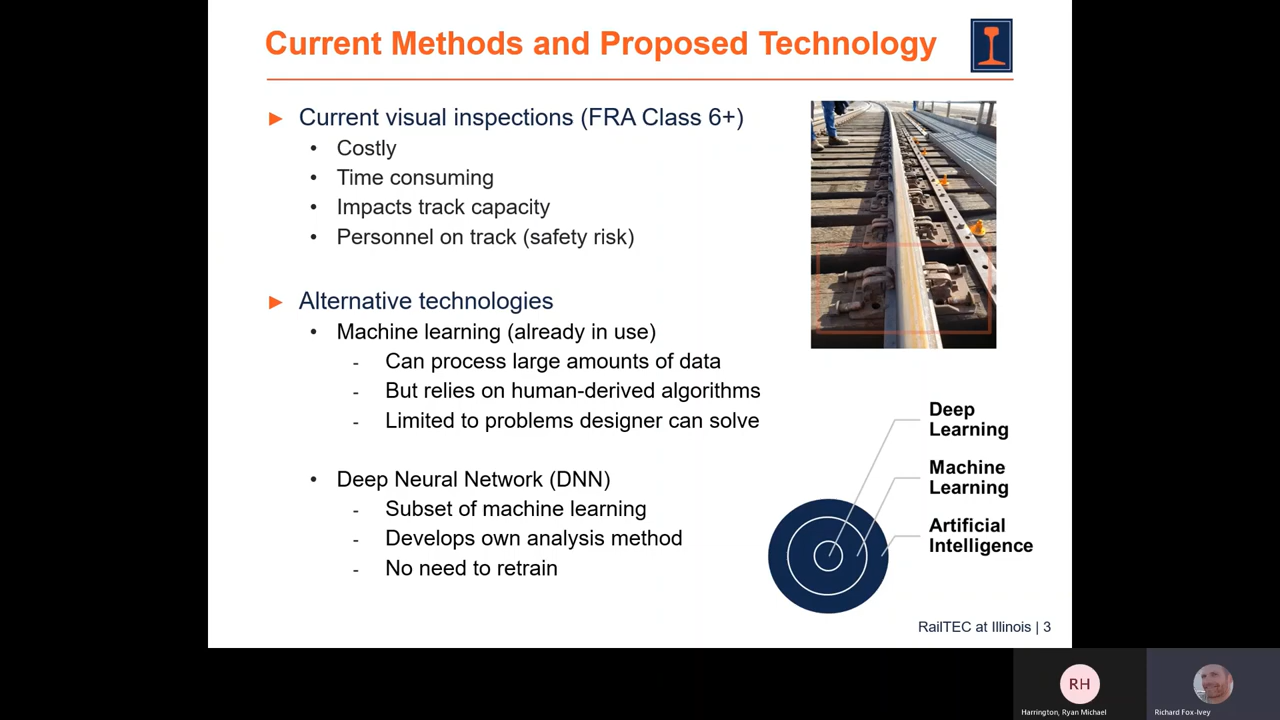 Current Methods and Proposed Technology
► Current visual inspections (FRA Class 6+)
• Costly
• Time consuming
• Impacts track capacity
• Personnel on track (safety risk)
► Alternative technologies
• Machine learning (already in use)
- Can process large amounts of data
- But relies on human-derived algorithms
- Limited to problems designer can solve
• Deep Neural Network (DNN)
- Subset of machine learning
- Develops own analysis method
- No need to retrain
Deep
Learning
Machine
Learning
Artificial
Intelligence
RailTEC at Illinois | 3
RH
Harrington, Ryan Michael
Richard Fox-Ivey